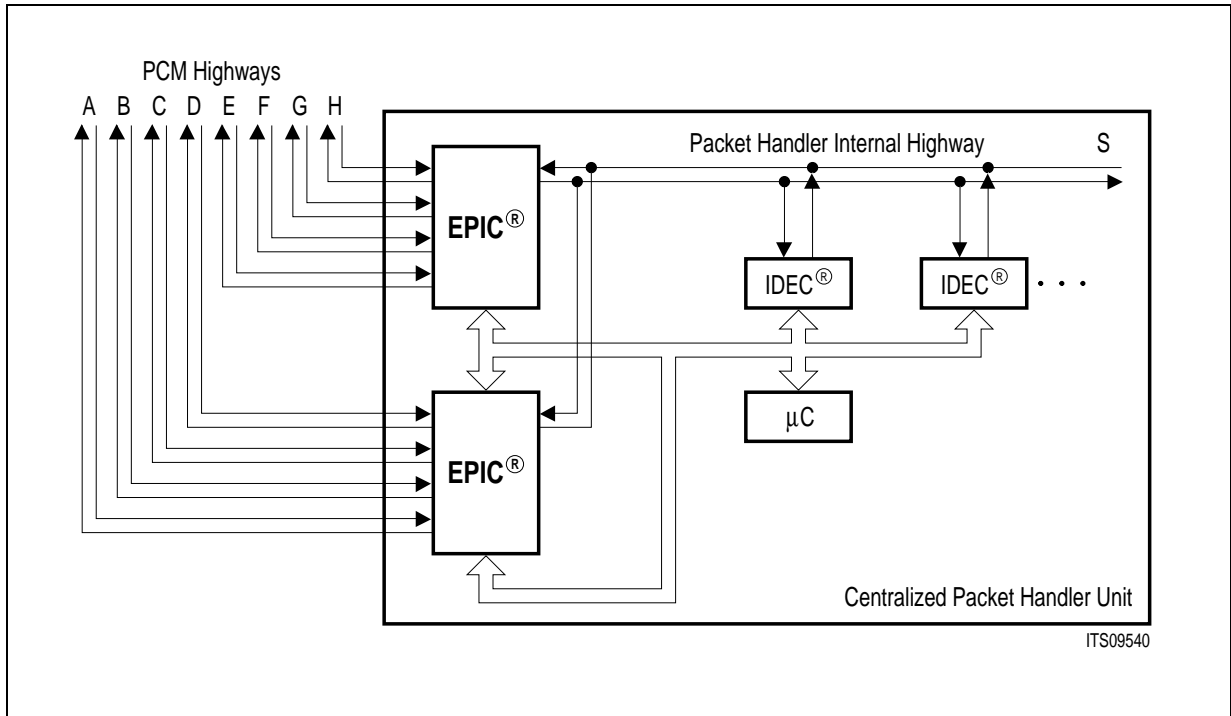 PCM Highways
A B C D E F G H
Packet Handler Internal Highway S
EPIC®
IDEC® IDEC® . . .
μC
EPIC®
Centralized Packet Handler Unit
ITS09540